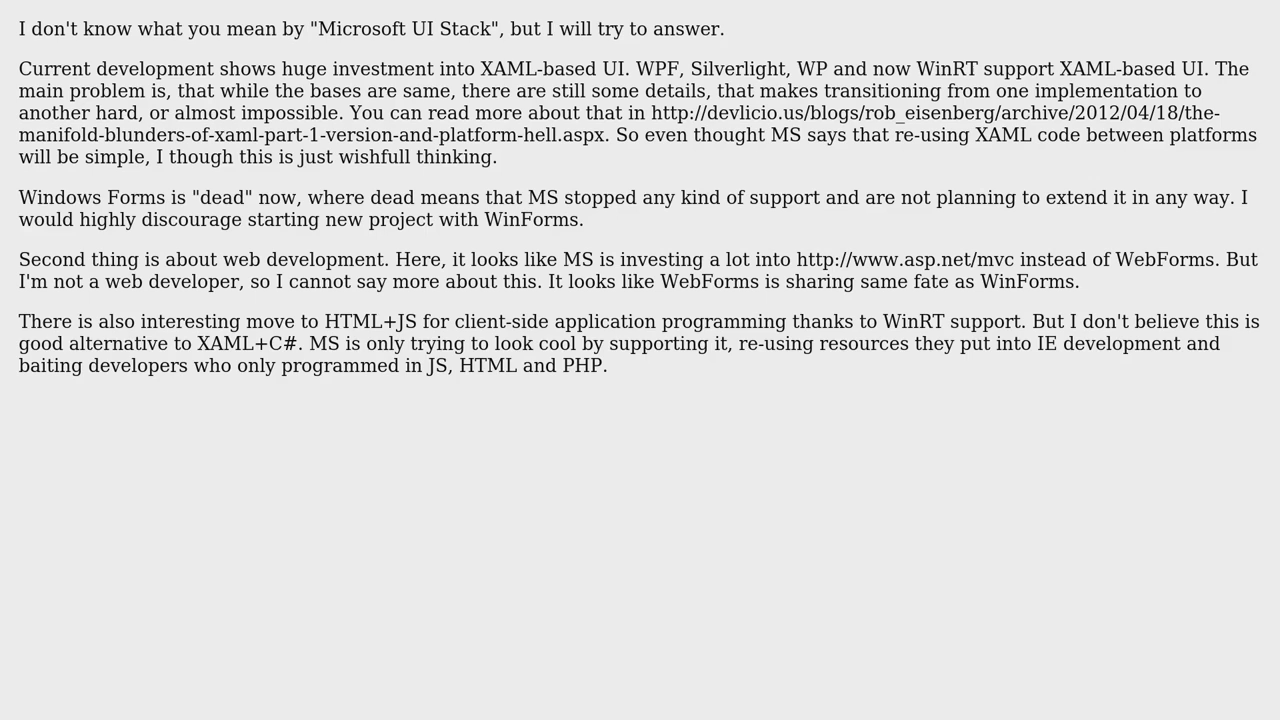 I don't know what you mean by "Microsoft UI Stack", but I will try to answer.
Current development shows huge investment into XAML-based UI. WPF, Silverlight, WP and now WinRT support XAML-based UI. The
main problem is, that while the bases are same, there are still some details, that makes transitioning from one implementation to
another hard, or almost impossible. You can read more about that in http://devlicio.us/blogs/rob_eisenberg/archive/2012/04/18/the-
manifold-blunders-of-xaml-part-1-version-and-platform-hell.aspx. So even thought MS says that re-using XAML code between platforms
will be simple, I though this is just wishfull thinking.
Windows Forms is "dead" now, where dead means that MS stopped any kind of support and are not planning to extend it in any way. I
would highly discourage starting new project with WinForms.
Second thing is about web development. Here, it looks like MS is investing a lot into http://www.asp.net/mvc instead of WebForms. But
I'm not a web developer, so I cannot say more about this. It looks like WebForms is sharing same fate as WinForms.
There is also interesting move to HTML+JS for client-side application programming thanks to WinRT support. But I don't believe this is
good alternative to XAML+C#. MS is only trying to look cool by supporting it, re-using resources they put into IE development and
baiting developers who only programmed in JS, HTML and PHP.